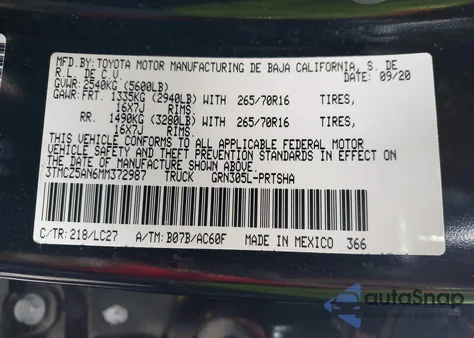 MFD.BY:TOYOTA MOTOR MANUFACTURING DE BAJA CALIFORNIA, S. DE
R.L. DE C.V. DATE: 09/20
GVWR: 2540KG (5600LB)
GAWR:FRT. 1335KG (2940LB) WITH 265/70R16 TIRES,
16X7J RIMS.
RR. 1490KG (3280LB) WITH 265/70R16 TIRES,
16X7J RIMS.
THIS VEHICLE CONFORMS TO ALL APPLICABLE FEDERAL MOTOR
VEHICLE SAFETY AND THEFT PREVENTION STANDARDS IN EFFECT ON
THE DATE OF MANUFACTURE SHOWN ABOVE.
3TMCZ5AN6MM372987 TRUCK GRN305L-PRTSHA
C/TR:218/LC27 A/TM:B07B/AC60F MADE IN MEXICO 366
autoSnap